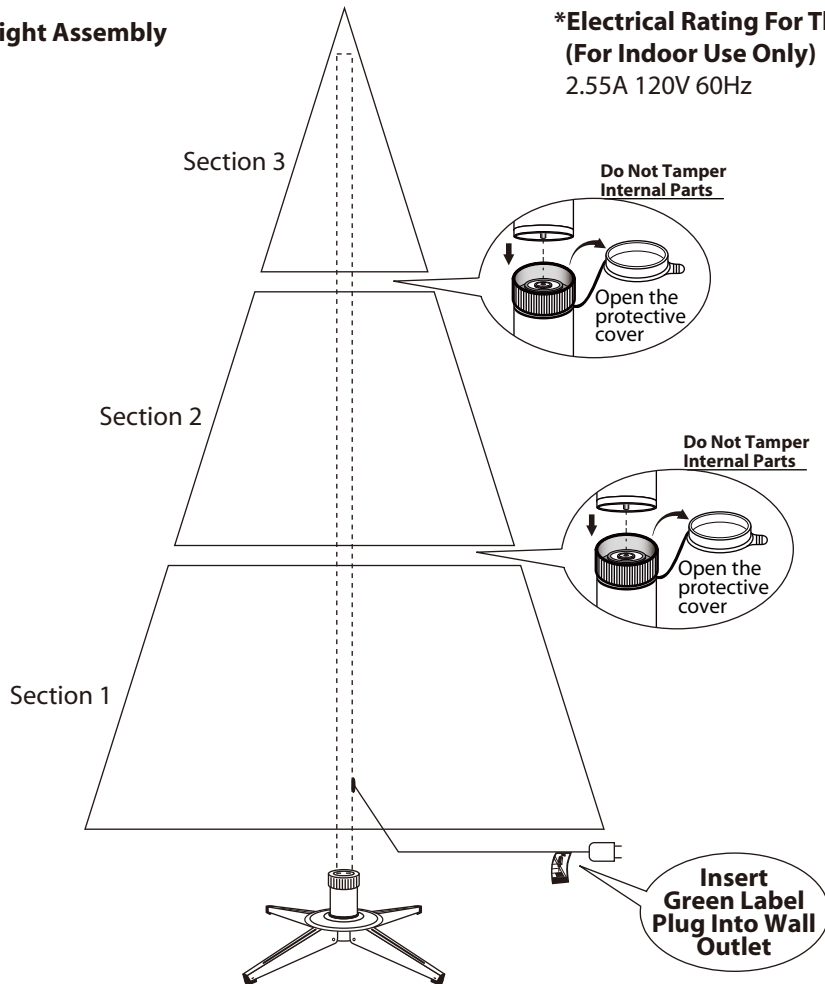 ight Assembly
*Electrical Rating For Th
(For Indoor Use Only)
2.55A 120V 60Hz
Section 3
Do Not Tamper
Internal Parts
Open the
protective
cover
Section 2
Do Not Tamper
Internal Parts
Open the
protective
cover
Section 1
Insert
Green Label
Plug Into Wall
Outlet